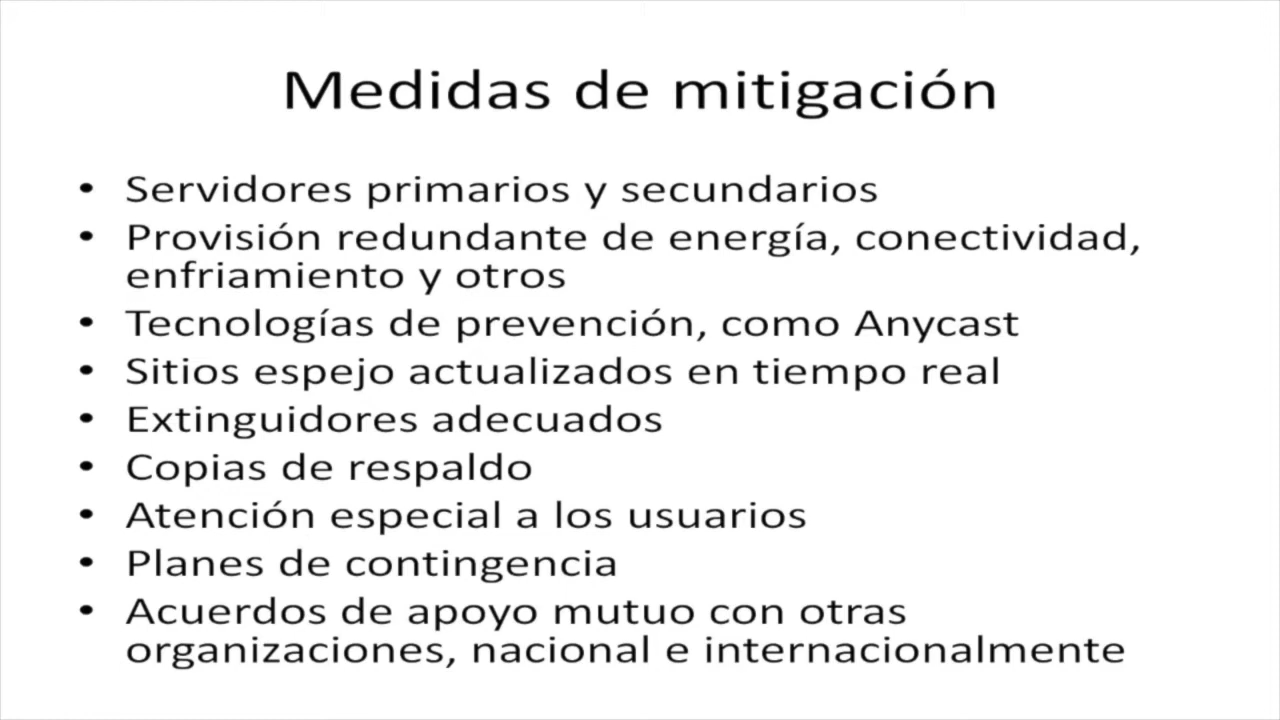 Medidas de mitigación
• Servidores primarios y secundarios
• Provisión redundante de energía, conectividad,
enfriamiento y otros
• Tecnologías de prevención, como Anycast
• Sitios espejo actualizados en tiempo real
• Extinguidores adecuados
• Copias de respaldo
• Atención especial a los usuarios
• Planes de contingencia
• Acuerdos de apoyo mutuo con otras
organizaciones, nacional e internacionalmente